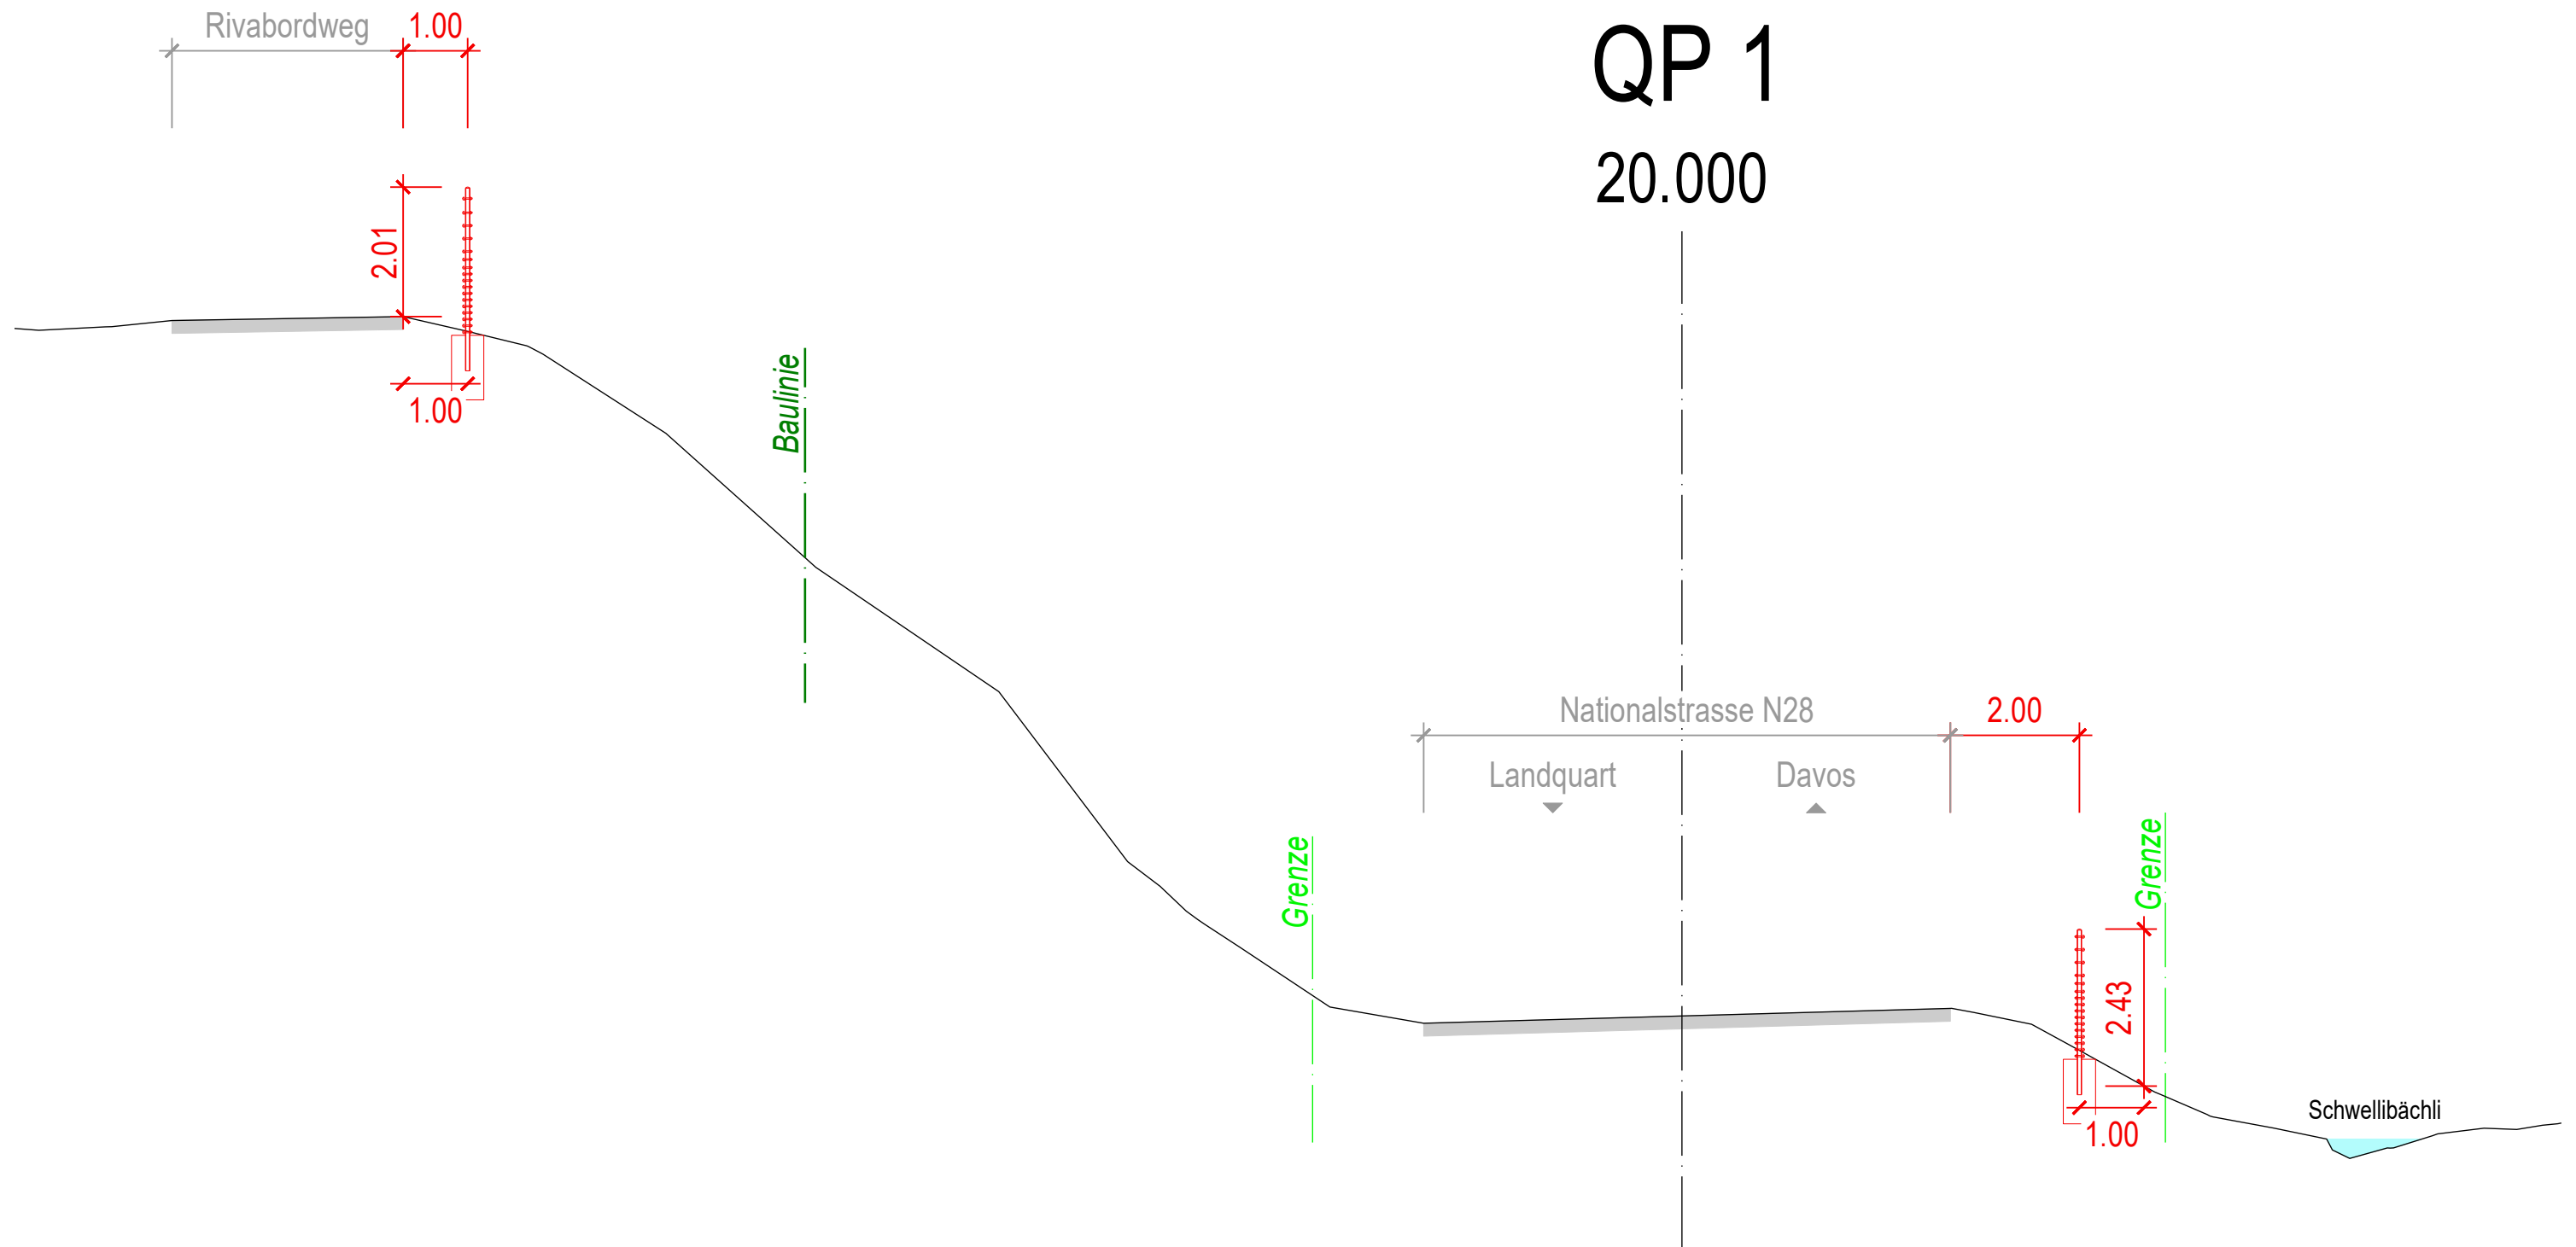 Rivabordweg
1.00
QP 1
20.000
2.01
1.00
Baulinie
Nationalstrasse N28
2.00
Landquart
Davos
Grenze
Grenze
2.43
Schwellibächli
1.00